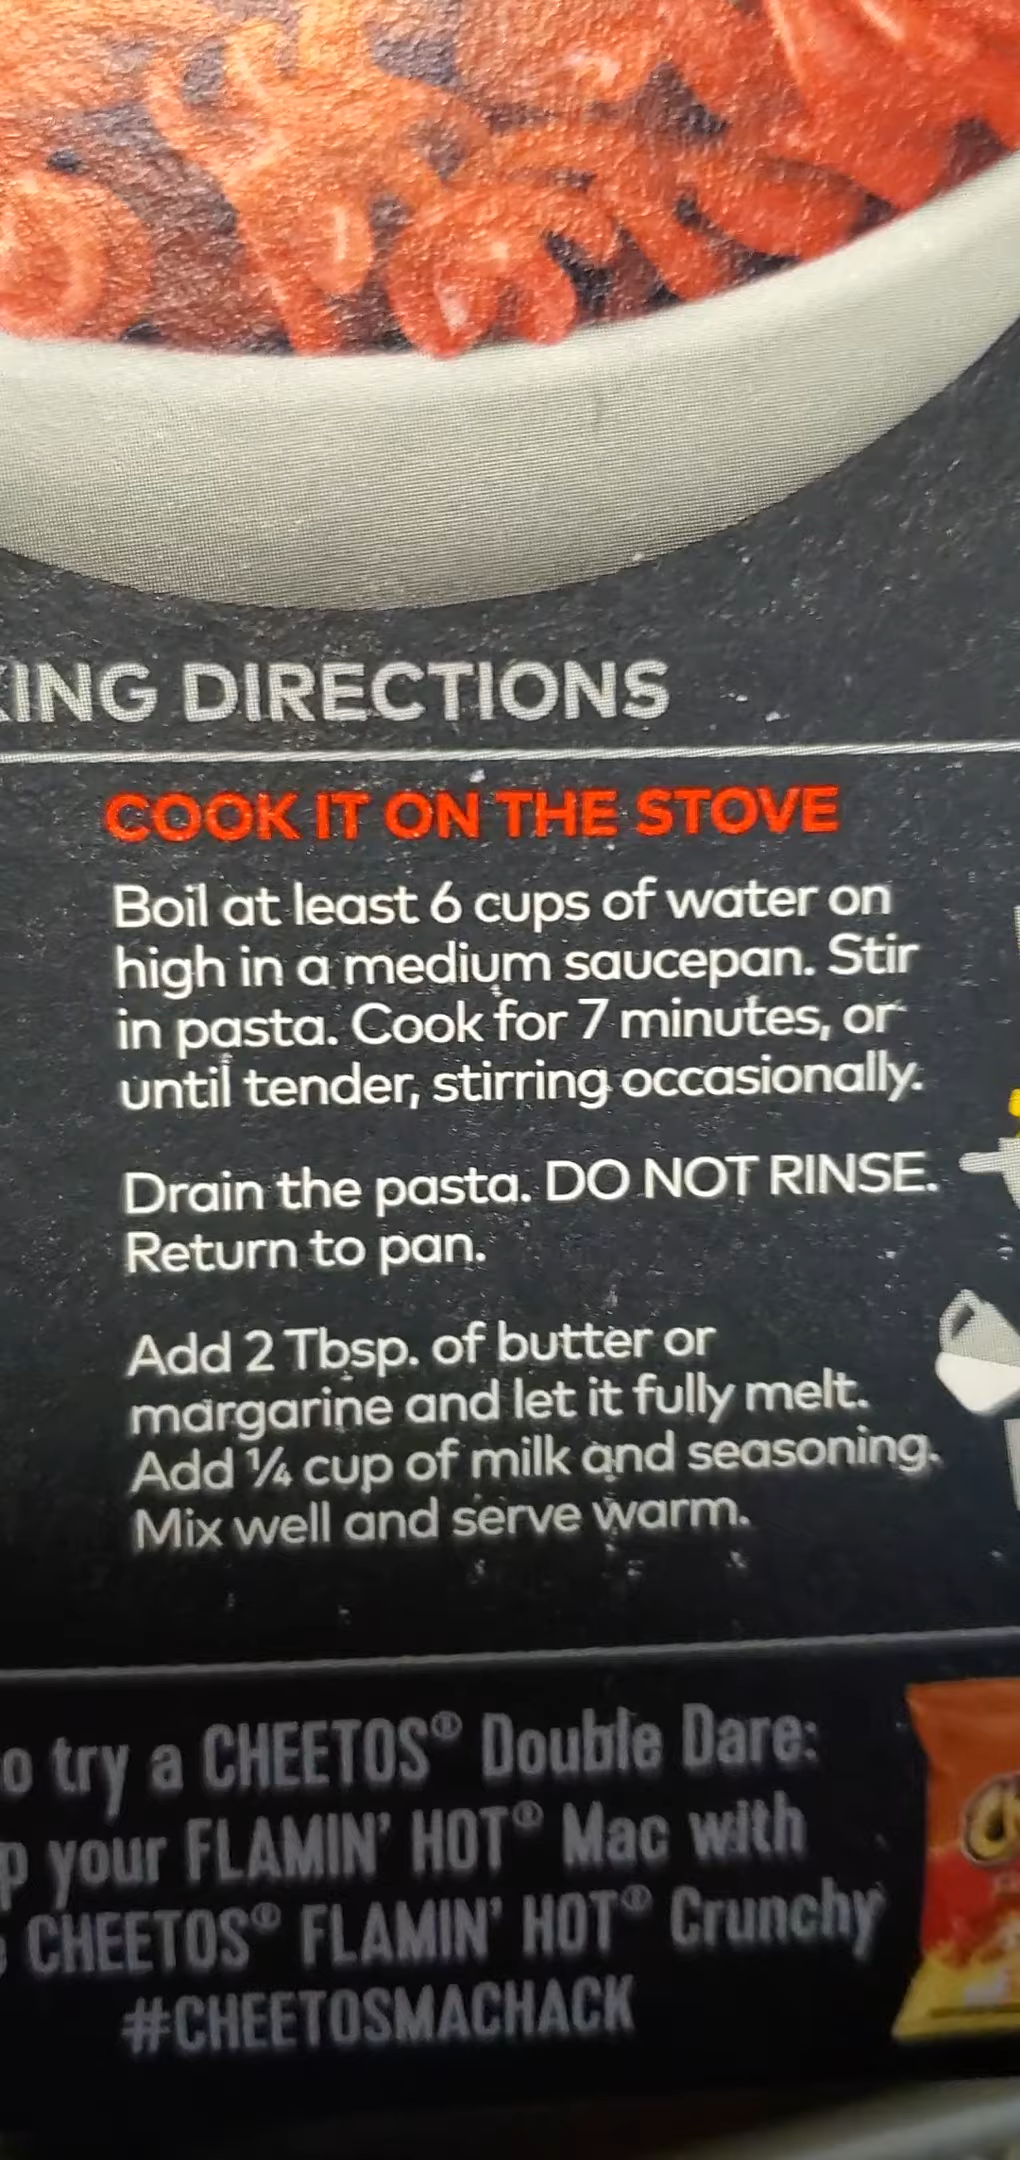 ING DIRECTIONS
COOK IT ON THE STOVE
Boil at least 6 cups of water on
high in a medium saucepan. Stir
in pasta. Cook for 7 minutes, or
until tender, stirring occasionally.
Drain the pasta. DO NOT RINSE.
Return to pan.
Add 2 Tbsp. of butter or
margarine and let it fully melt.
Add ¼ cup of milk and seasoning.
Mix well and serve warm.
o try a CHEETOS® Double Dare:
p your FLAMIN' HOT® Mac with
CHEETOS® FLAMIN' HOT® Crunchy
#CHEETOSMACHACK